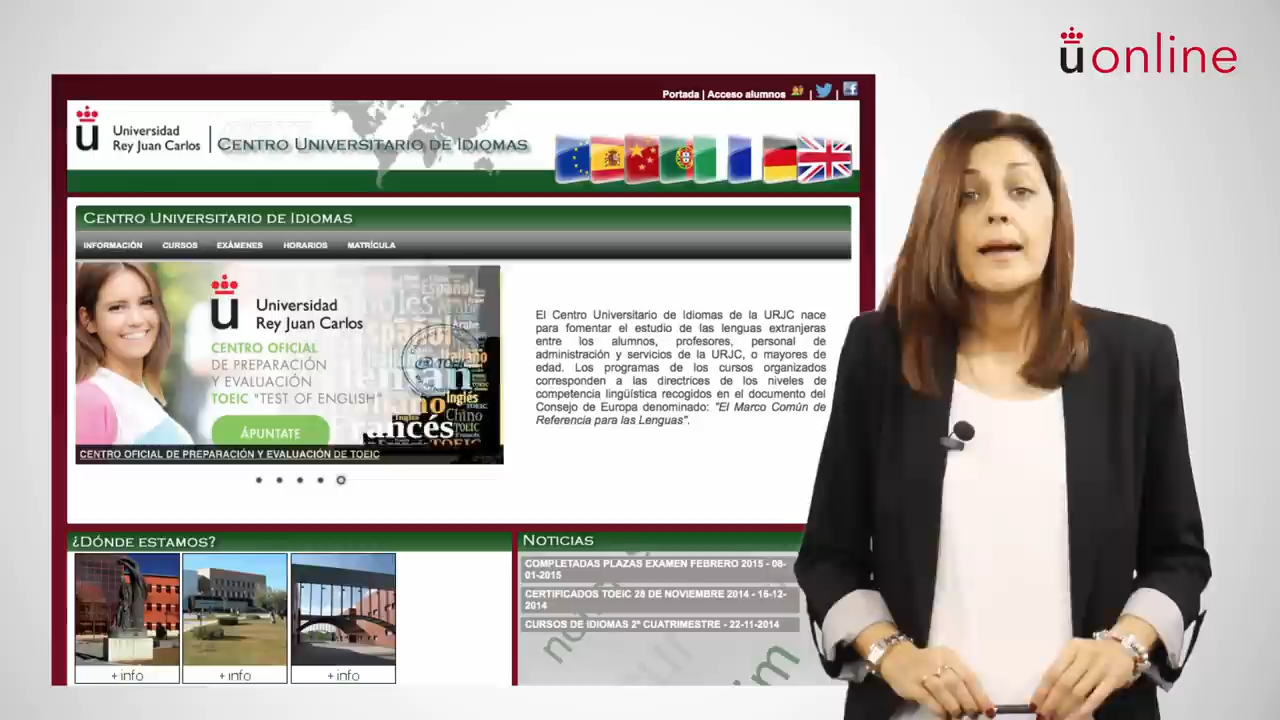 ü online
Portada | Acceso alumnos | |
ü Universidad
Rey Juan Carlos
CENTRO UNIVERSITARIO DE IDIOMAS
CENTRO UNIVERSITARIO DE IDIOMAS
INFORMACIÓN CURSOS EXÁMENES HORARIOS MATRÍCULA
ü Universidad
Rey Juan Carlos
CENTRO OFICIAL
DE PREPARACIÓN
Y EVALUACIÓN
TOEIC "TEST OF ENGLISH"
ÁPUNTATE
Español
Inglés
Chino
Francés
TOEIC
CENTRO OFICIAL DE PREPARACIÓN Y EVALUACIÓN DE TOEIC
El Centro Universitario de Idiomas de la URJC nace
para fomentar el estudio de las lenguas extranjeras
entre los alumnos, profesores, personal de
administración y servicios de la URJC, o mayores de
edad. Los programas de los cursos organizados
corresponden a las directrices de los niveles de
competencia lingüística recogidos en el documento del
Consejo de Europa denominado: "El Marco Común de
Referencia para las Lenguas".
¿DÓNDE ESTAMOS?
+ info
+ info
+ info
NOTICIAS
COMPLETADAS PLAZAS EXAMEN FEBRERO 2015 - 08-
01-2015
CERTIFICADOS TOEIC 28 DE NOVIEMBRE 2014 - 16-12-
2014
CURSOS DE IDIOMAS 2º CUATRIMESTRE - 22-11-2014